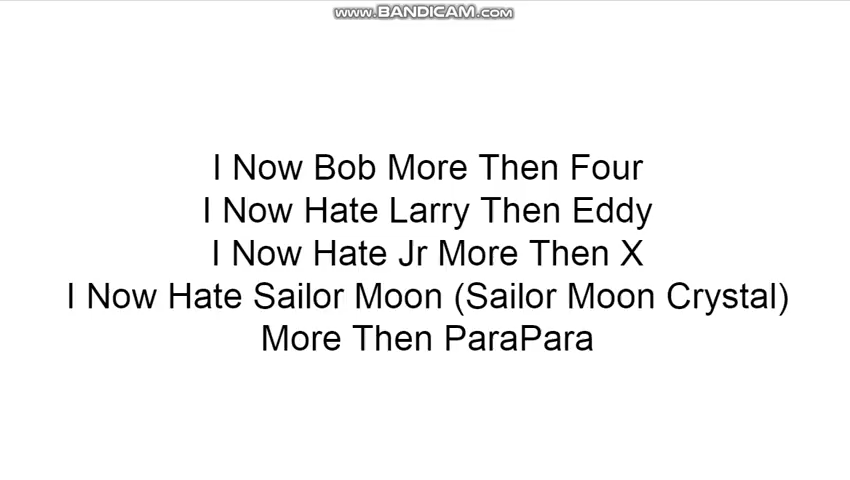 www.BANDICAM.com
I Now Bob More Then Four
I Now Hate Larry Then Eddy
I Now Hate Jr More Then X
I Now Hate Sailor Moon (Sailor Moon Crystal)
More Then ParaPara